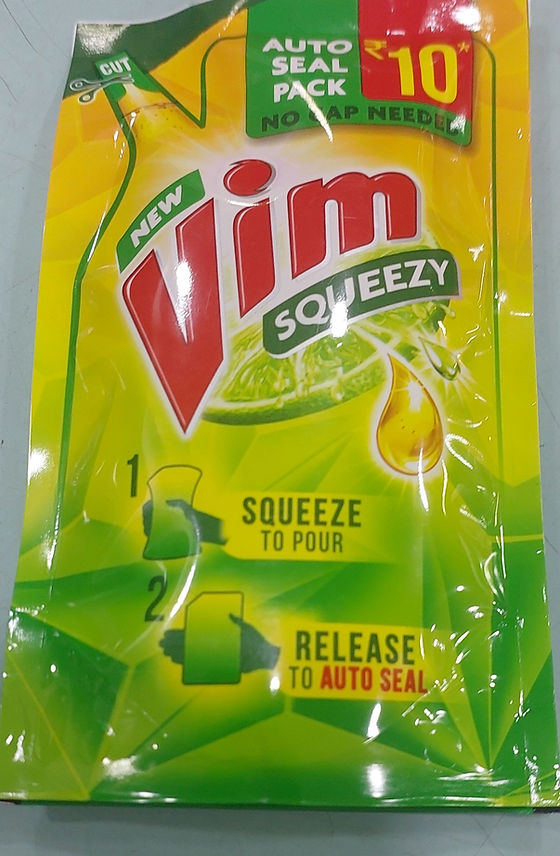 CUT
AUTO
SEAL
PACK
₹10*
NO CAP NEEDED
NEW
Vim
SQUEEZY
1
SQUEEZE
TO POUR
2
RELEASE
TO AUTO SEAL